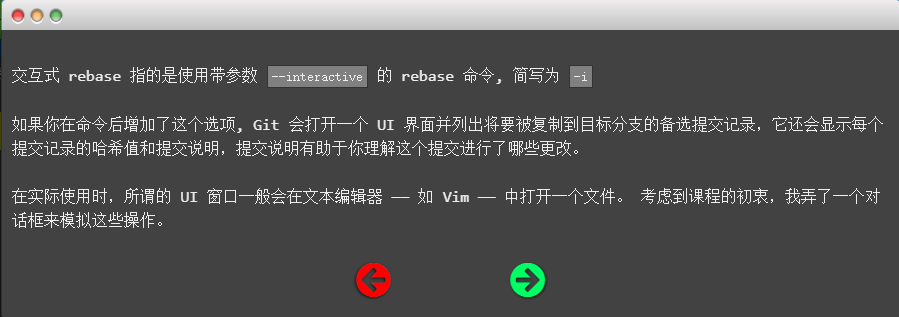 交互式 rebase 指的是使用带参数 --interactive 的 rebase 命令, 简写为 -i
如果你在命令后增加了这个选项, Git 会打开一个 UI 界面并列出将要被复制到目标分支的备选提交记录，它还会显示每个
提交记录的哈希值和提交说明，提交说明有助于你理解这个提交进行了哪些更改。
在实际使用时，所谓的 UI 窗口一般会在文本编辑器 —— 如 Vim —— 中打开一个文件。 考虑到课程的初衷，我弄了一个对
话框来模拟这些操作。